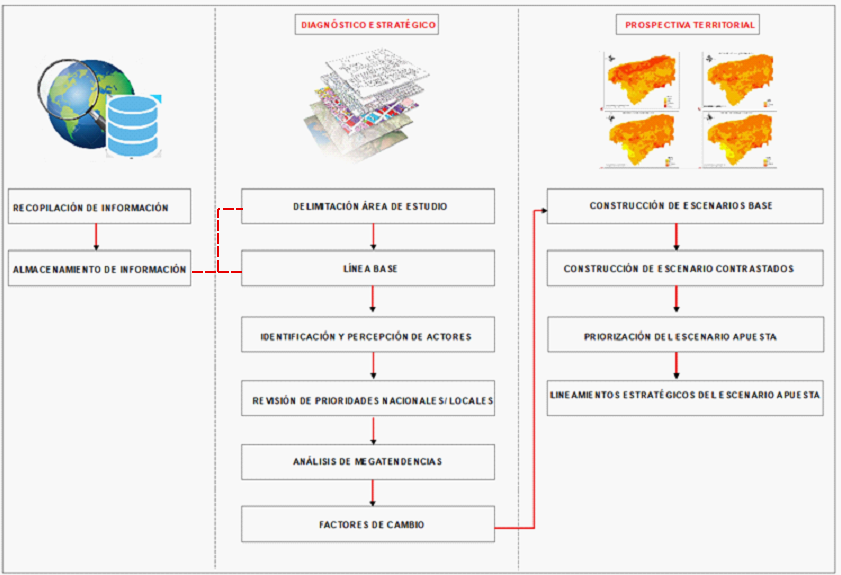 DIAGNÓSTICO ESTRATÉGICO
PROSPECTIVA TERRITORIAL
RECOPILACIÓN DE INFORMACIÓN
ALMACENAMIENTO DE INFORMACIÓN
DELIMITACIÓN ÁREA DE ESTUDIO
LÍNEA BASE
IDENTIFICACIÓN Y PERCEPCIÓN DE ACTORES
REVISIÓN DE PRIORIDADES NACIONALES/LOCALES
ANÁLISIS DE MEGATENDENCIAS
FACTORES DE CAMBIO
CONSTRUCCIÓN DE ESCENARIOS BASE
CONSTRUCCIÓN DE ESCENARIO CONTRASTADOS
PRIORIZACIÓN DEL ESCENARIO APUESTA
LINEAMIENTOS ESTRATÉGICOS DEL ESCENARIO APUESTA